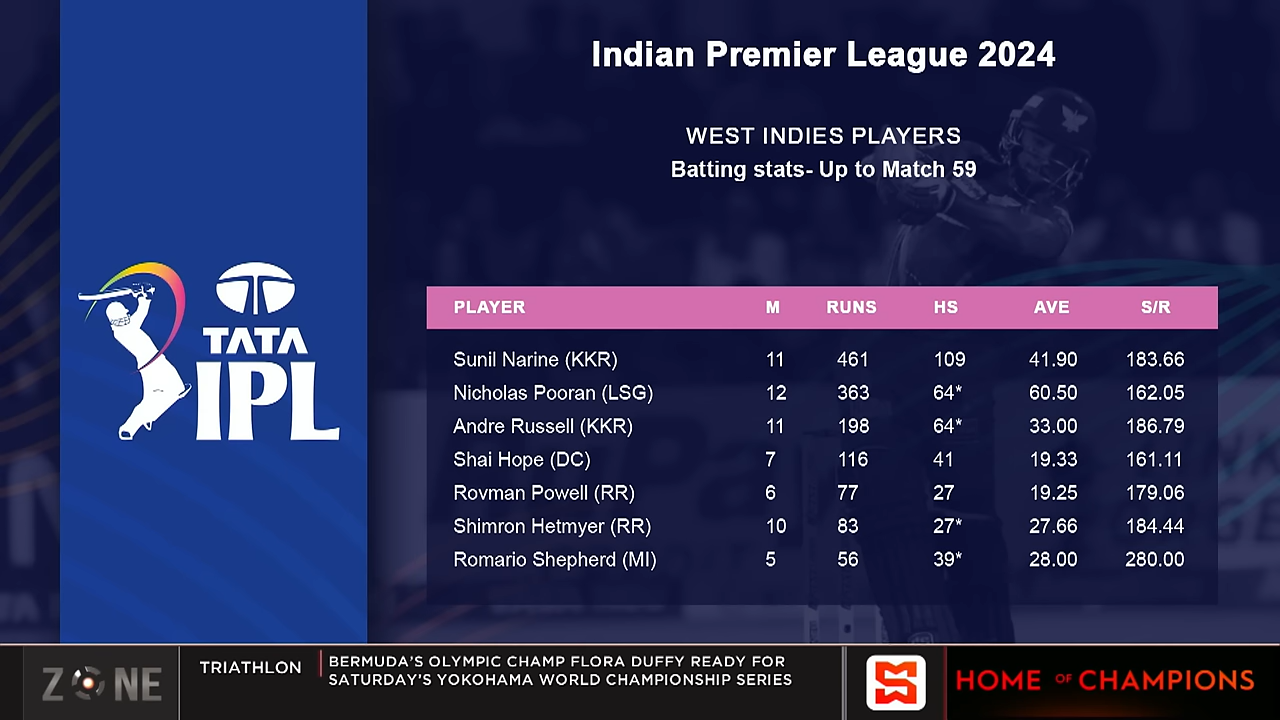 Indian Premier League 2024
WEST INDIES PLAYERS
Batting stats- Up to Match 59
TATA
IPL
PLAYER M RUNS HS AVE S/R
Sunil Narine (KKR) 11 461 109 41.90 183.66
Nicholas Pooran (LSG) 12 363 64* 60.50 162.05
Andre Russell (KKR) 11 198 64* 33.00 186.79
Shai Hope (DC) 7 116 41 19.33 161.11
Rovman Powell (RR) 6 77 27 19.25 179.06
Shimron Hetmyer (RR) 10 83 27* 27.66 184.44
Romario Shepherd (MI) 5 56 39* 28.00 280.00
ZONE
TRIATHLON
BERMUDA'S OLYMPIC CHAMP FLORA DUFFY READY FOR
SATURDAY'S YOKOHAMA WORLD CHAMPIONSHIP SERIES
HOME OF CHAMPIONS